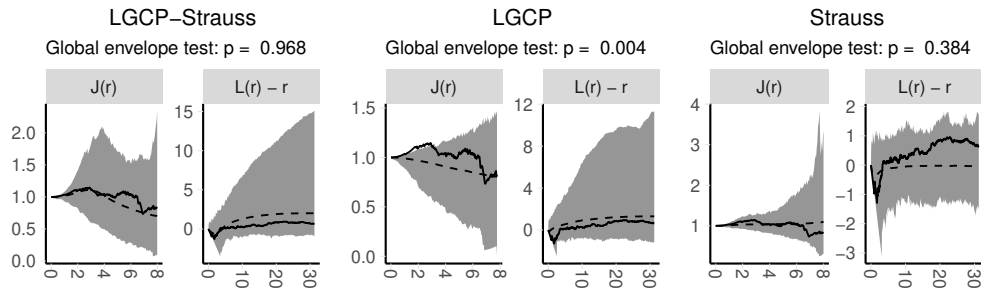 LGCP−Strauss
LGCP
Strauss
Global envelope test: p = 0.968
Global envelope test: p = 0.004
Global envelope test: p = 0.384
J(r)
L(r) − r
J(r)
L(r) − r
J(r)
L(r) − r
2.0
1.5
1.0
0.5
0.0
0 2 4 6 8
15
10
5
0
0 10 20 30
1.5
1.0
0.5
0.0
0 2 4 6 8
12
8
4
0
0 10 20 30
4
3
2
1
0 2 4 6 8
2
1
0
−1
−2
−3
0 10 20 30